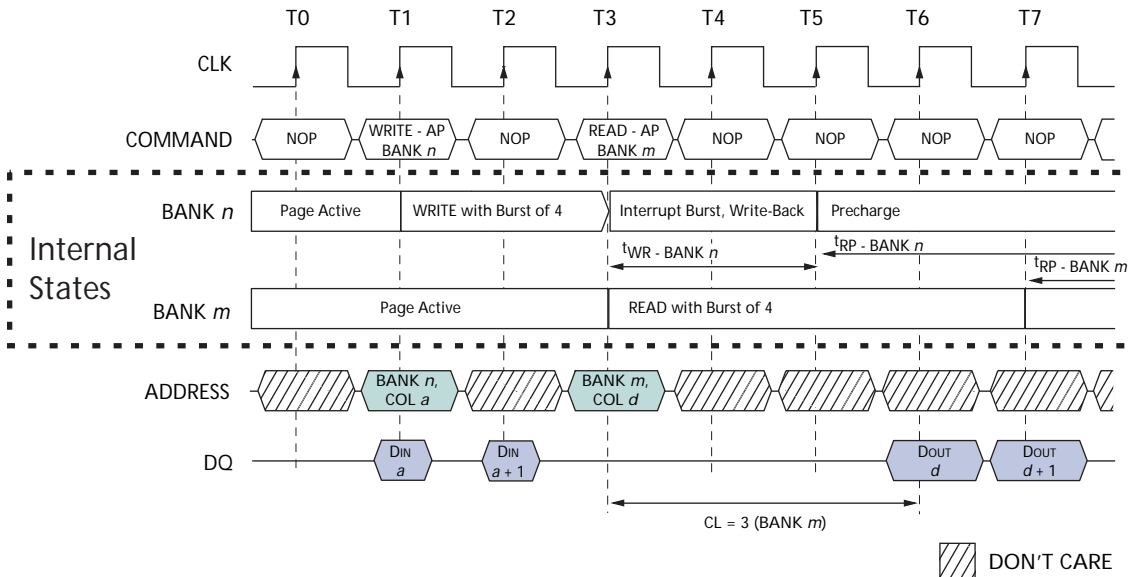 T0 T1 T2 T3 T4 T5 T6 T7
CLK
COMMAND
NOP
WRITE - AP
BANK n
NOP
READ - AP
BANK m
NOP
NOP
NOP
NOP
Internal
States
BANK n
Page Active
WRITE with Burst of 4
Interrupt Burst, Write-Back
Precharge
tWR - BANK n
tRP - BANK n
tRP - BANK m
BANK m
Page Active
READ with Burst of 4
ADDRESS
BANK n,
COL a
BANK m,
COL d
DQ
DIN
a
DIN
a + 1
DOUT
d
DOUT
d + 1
CL = 3 (BANK m)
DON'T CARE